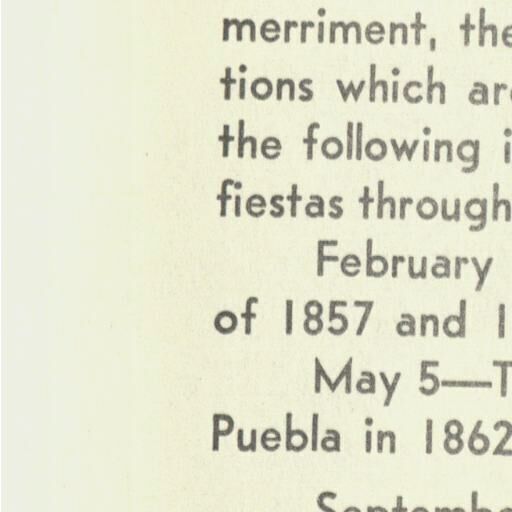 merriment, the
tions which ar
the following i
fiestas through
February
of 1857 and 1
May 5—T
Puebla in 1862